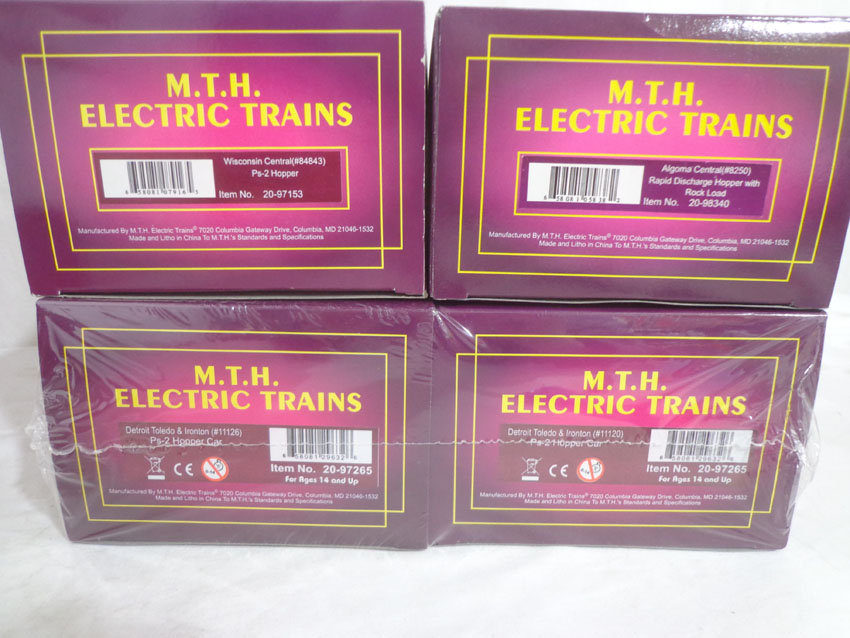 M.T.H.
ELECTRIC TRAINS
Wisconsin Central(#84843)
Ps-2 Hopper
Item No. 20-97153
Manufactured By M.T.H. Electric Trains® 7020 Columbia Gateway Drive, Columbia, MD 21046-1532
Made and Litho in China To M.T.H.'s Standards and Specifications
M.T.H.
ELECTRIC TRAINS
Algoma Central(#8250)
Rapid Discharge Hopper with
Rock Load
Item No. 20-98340
Manufactured By M.T.H. Electric Trains® 7020 Columbia Gateway Drive, Columbia, MD 21046-1532
Made and Litho in China To M.T.H.'s Standards and Specifications
M.T.H.
ELECTRIC TRAINS
Detroit Toledo & Ironton (#11126)
Ps-2 Hopper Car
CE
Item No. 20-97265
For Ages 14 and Up
Manufactured By M.T.H. Electric Trains® 7020 Columbia Gateway Drive, Columbia, MD 21046-1532
Made and Litho in China To M.T.H.'s Standards and Specifications
M.T.H.
ELECTRIC TRAINS
Detroit Toledo & Ironton (#11120)
Ps-2 Hopper Car
CE
Item No. 20-97265
For Ages 14 and Up
Manufactured By M.T.H. Electric Trains® 7020 Columbia Gateway Drive, Columbia, MD 21046-1532
Made and Litho in China To M.T.H.'s Standards and Specifications